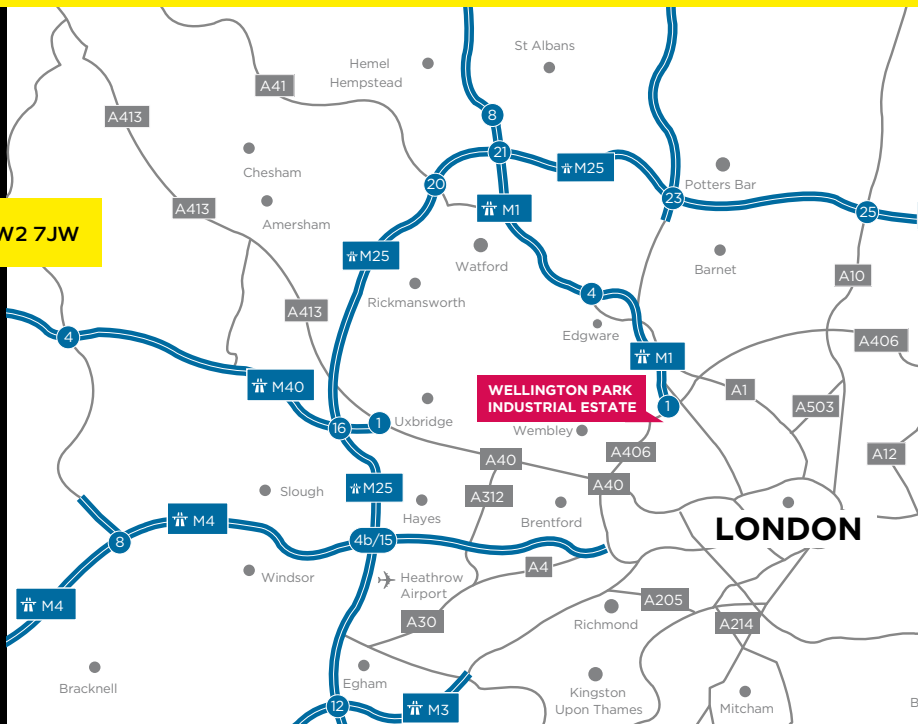 St Albans
Hemel
Hempstead
A41
A413
8
21
M25
Chesham
20
Potters Bar
23
A413
M1
25
Amersham
W2 7JW
M25
Watford
Barnet
A10
Rickmansworth
4
A413
Edgware
4
M1
A406
M40
WELLINGTON PARK
INDUSTRIAL ESTATE
1
A1
A503
16
1
Uxbridge
Wembley
A406
A12
A40
A40
Slough
M25
Hayes
A312
Brentford
M4
LONDON
8
4b/15
Windsor
Heathrow
Airport
A4
M4
A205
A30
Richmond
A214
Bracknell
Egham
Kingston
Upon Thames
Mitcham
B
12
M3